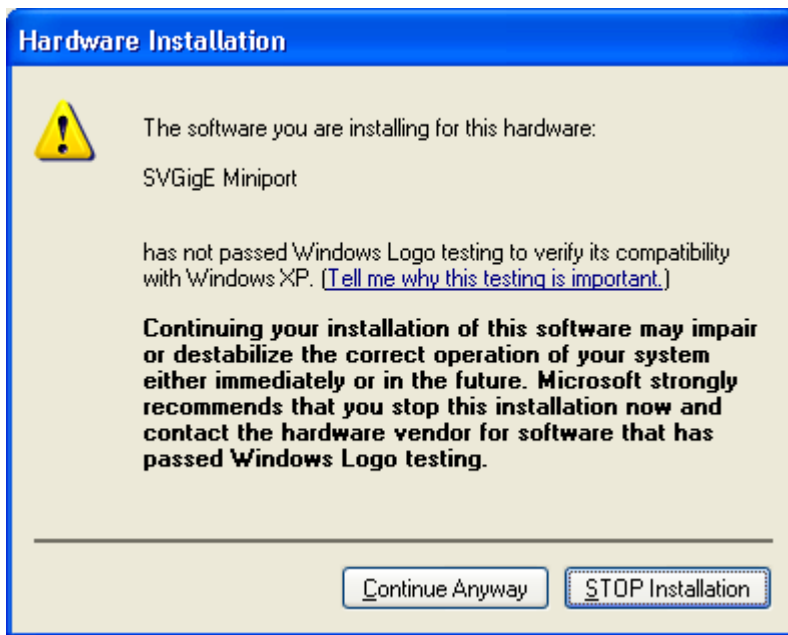 Hardware Installation
The software you are installing for this hardware:
SVGigE Miniport
has not passed Windows Logo testing to verify its compatibility
with Windows XP. (Tell me why this testing is important.)
Continuing your installation of this software may impair
or destabilize the correct operation of your system
either immediately or in the future. Microsoft strongly
recommends that you stop this installation now and
contact the hardware vendor for software that has
passed Windows Logo testing.
Continue Anyway STOP Installation